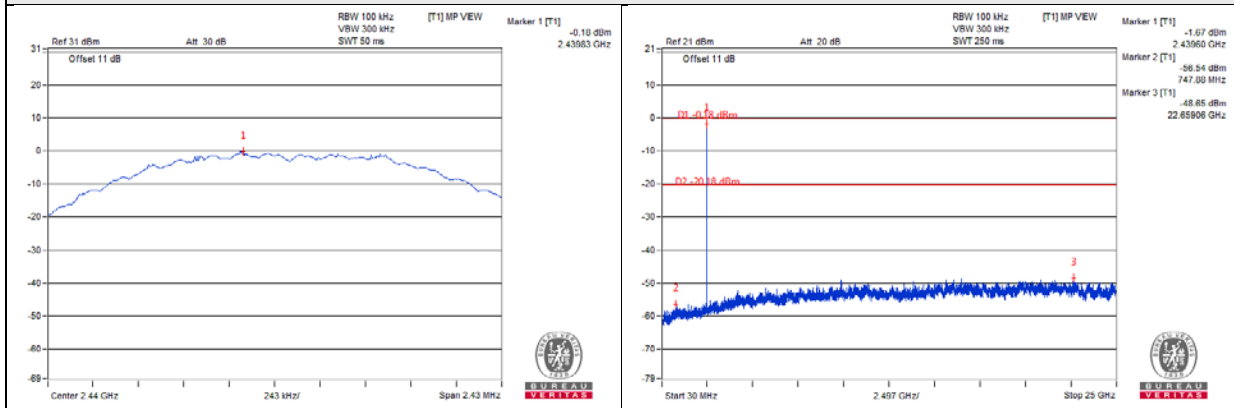 RBW 100 kHz
VBW 300 kHz
SWT 50 ms
[T1] MP VIEW
Marker 1 [T1]
-0.18 dBm
2.43983 GHz
Ref 31 dBm
Att 30 dB
Offset 11 dB
31
20
10
0
-10
-20
-30
-40
-50
-60
-69
1
Center 2.44 GHz
243 kHz/
Span 2.43 MHz
BUREAU VERITAS
1828
BUREAU
VERITAS
RBW 100 kHz
VBW 300 kHz
SWT 250 ms
[T1] MP VIEW
Marker 1 [T1]
-1.67 dBm
2.43960 GHz
Marker 2 [T1]
-56.54 dBm
747.88 MHz
Marker 3 [T1]
-48.65 dBm
22.65906 GHz
Ref 21 dBm
Att 20 dB
Offset 11 dB
21
10
0
-10
-20
-30
-40
-50
-60
-70
-79
1
D1 -0.18 dBm
D2 -20.18 dBm
2
3
Start 30 MHz
2.497 GHz/
Stop 25 GHz
BUREAU VERITAS
1828
BUREAU
VERITAS